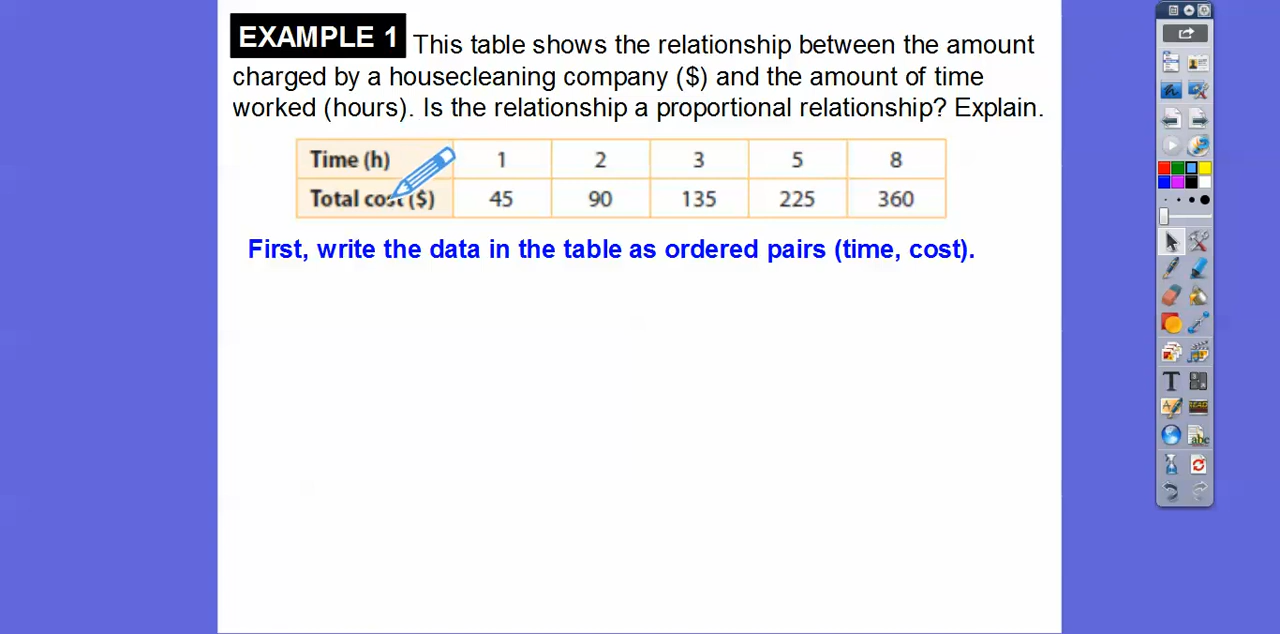 EXAMPLE 1 This table shows the relationship between the amount
charged by a housecleaning company ($) and the amount of time
worked (hours). Is the relationship a proportional relationship? Explain.
Time (h) 1 2 3 5 8
Total cost ($) 45 90 135 225 360
First, write the data in the table as ordered pairs (time, cost).